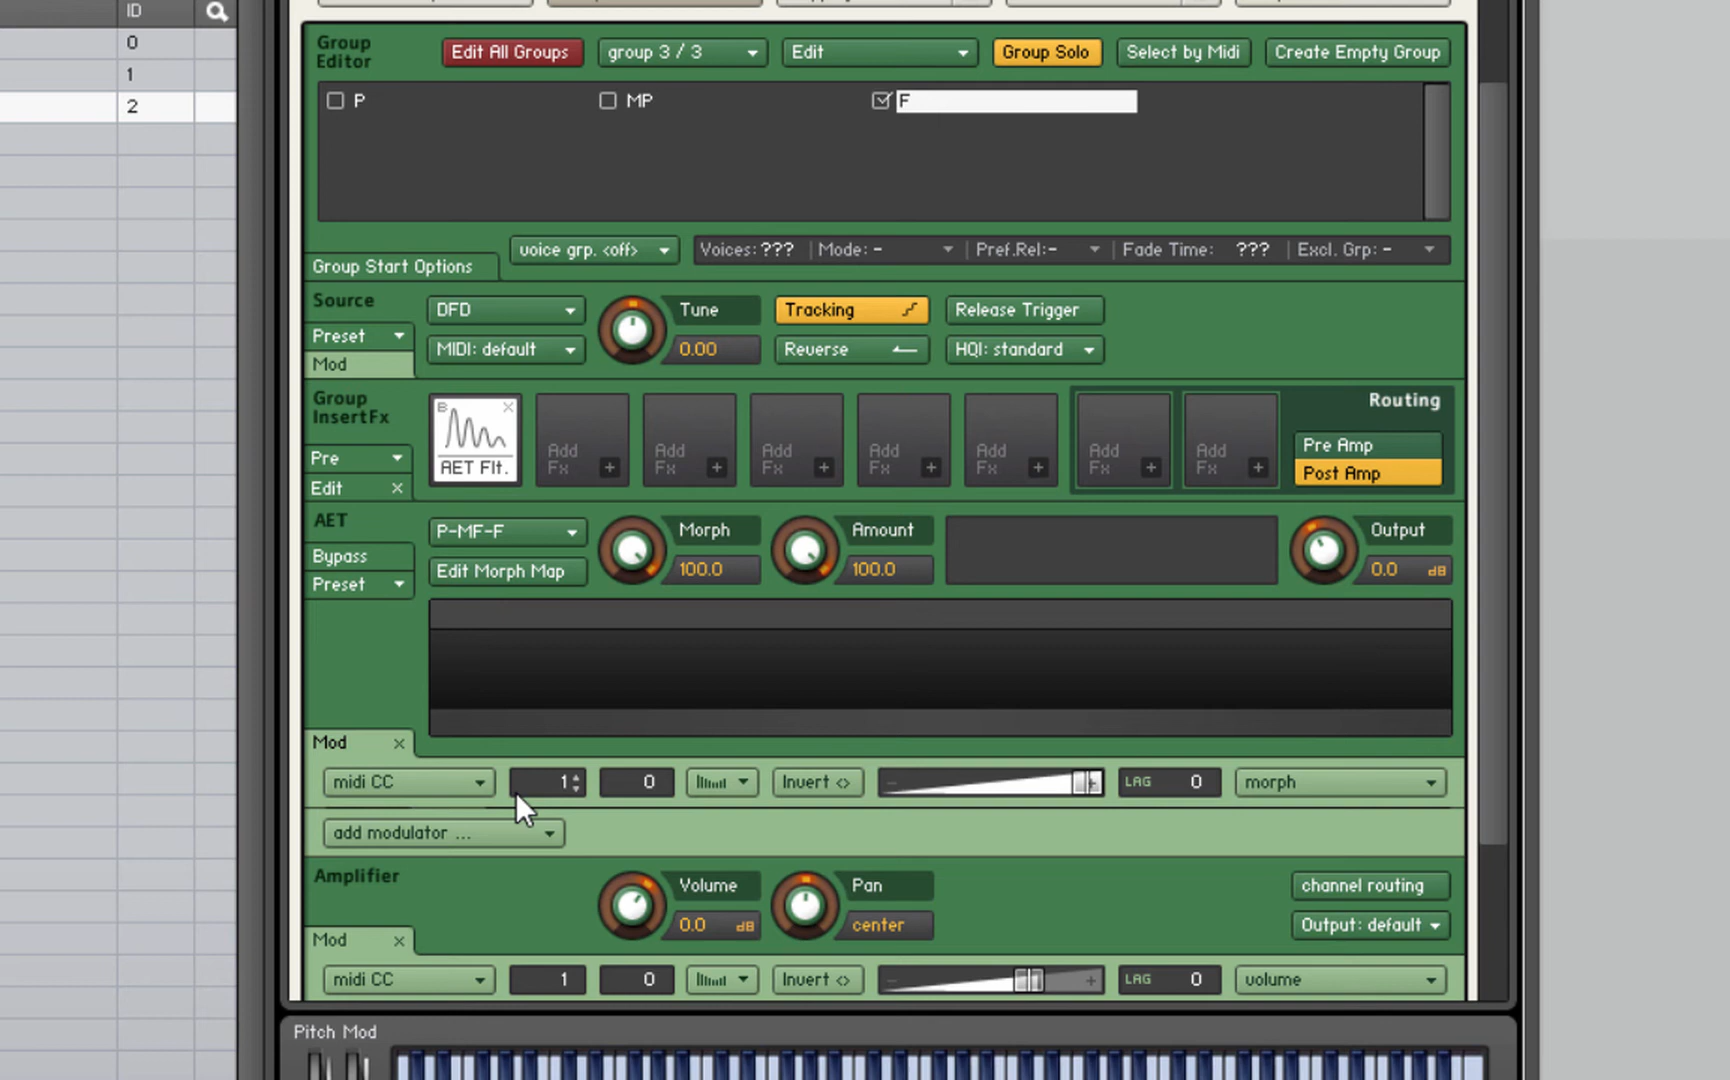 ID
0
1
2
Group Editor
Edit All Groups
group 3 / 3
Edit
Group Solo
Select by Midi
Create Empty Group
P
MP
F
voice grp. <off>
Voices: ???
Mode: -
Pref.Rel:-
Fade Time: ???
Excl. Grp: -
Group Start Options
Source
Preset
Mod
DFD
MIDI: default
Tune
0.00
Tracking
Reverse
Release Trigger
HQI: standard
Group InsertFx
Pre
Edit
B
AET Flt.
Add Fx
Add Fx
Add Fx
Add Fx
Add Fx
Add Fx
Add Fx
Routing
Pre Amp
Post Amp
AET
Bypass
Preset
P-MF-F
Edit Morph Map
Morph
100.0
Amount
100.0
Output
0.0 dB
Mod
midi CC
1
0
Invert <>
LAG 0
morph
add modulator ...
Amplifier
Volume
0.0 dB
Pan
center
channel routing
Output: default
Mod
midi CC
1
0
Invert <>
LAG 0
volume
Pitch Mod